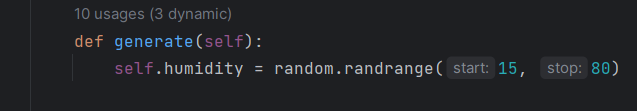 10 usages (3 dynamic)
def generate(self):
self.humidity = random.randrange( start: 15, stop: 80)